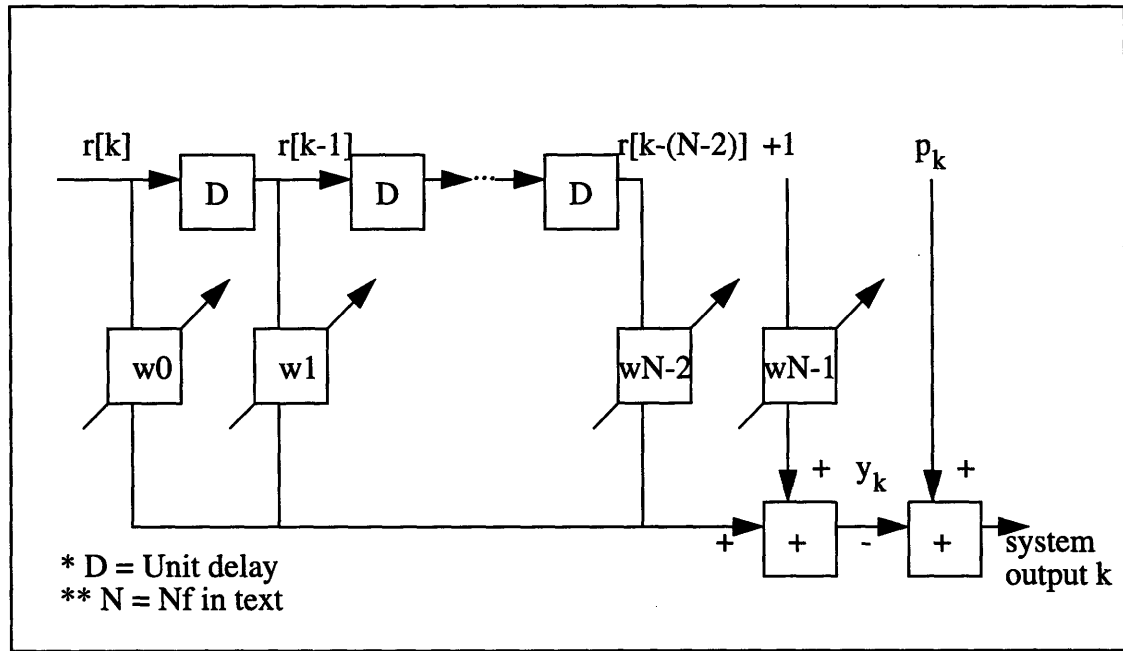 r[k] r[k-1] r[k-(N-2)] +1 p_k
D D ... D
w0 w1 wN-2 wN-1
+ y_k +
+ + - + system
output k
* D = Unit delay
** N = Nf in text